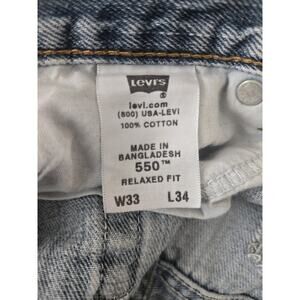 Levi's
®
levi.com
(800) USA-LEVI
100% COTTON
MADE IN
BANGLADESH
550™
RELAXED FIT
W33 L34